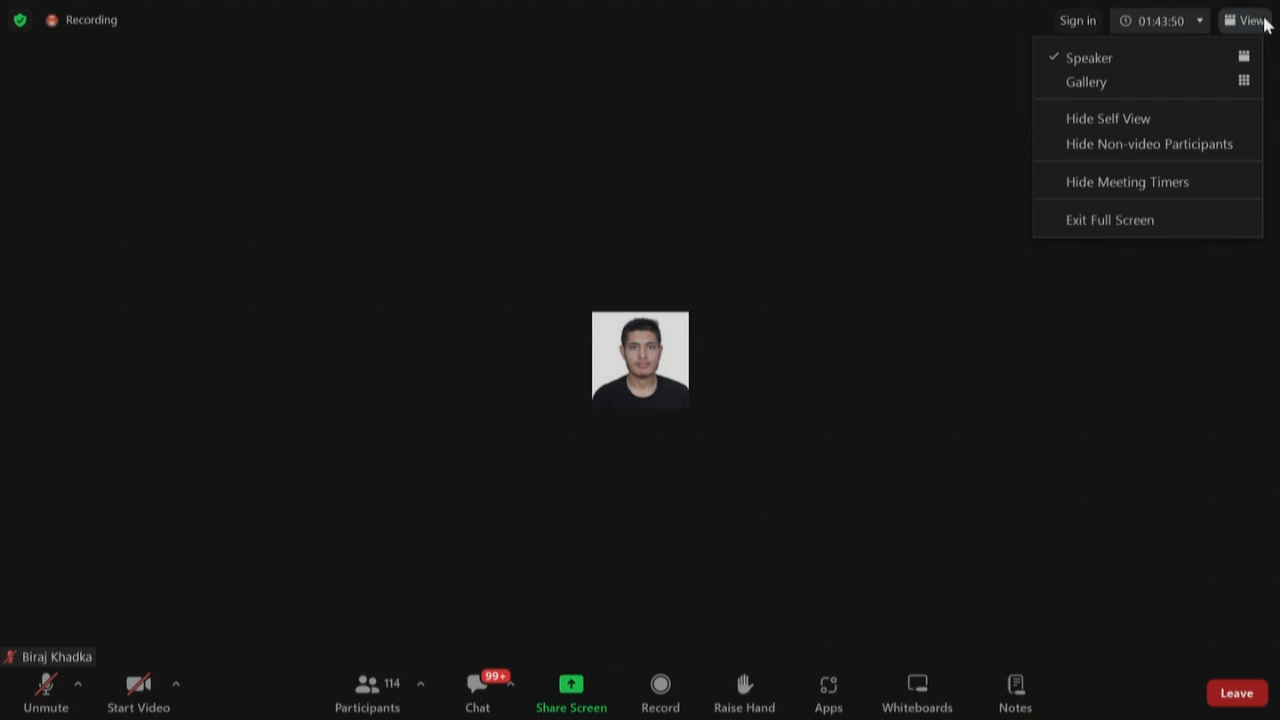 Recording
Sign in
01:43:50
View
Speaker
Gallery
Hide Self View
Hide Non-video Participants
Hide Meeting Timers
Exit Full Screen
Biraj Khadka
Unmute
Start Video
114
Participants
99+
Chat
Share Screen
Record
Raise Hand
Apps
Whiteboards
Notes
Leave